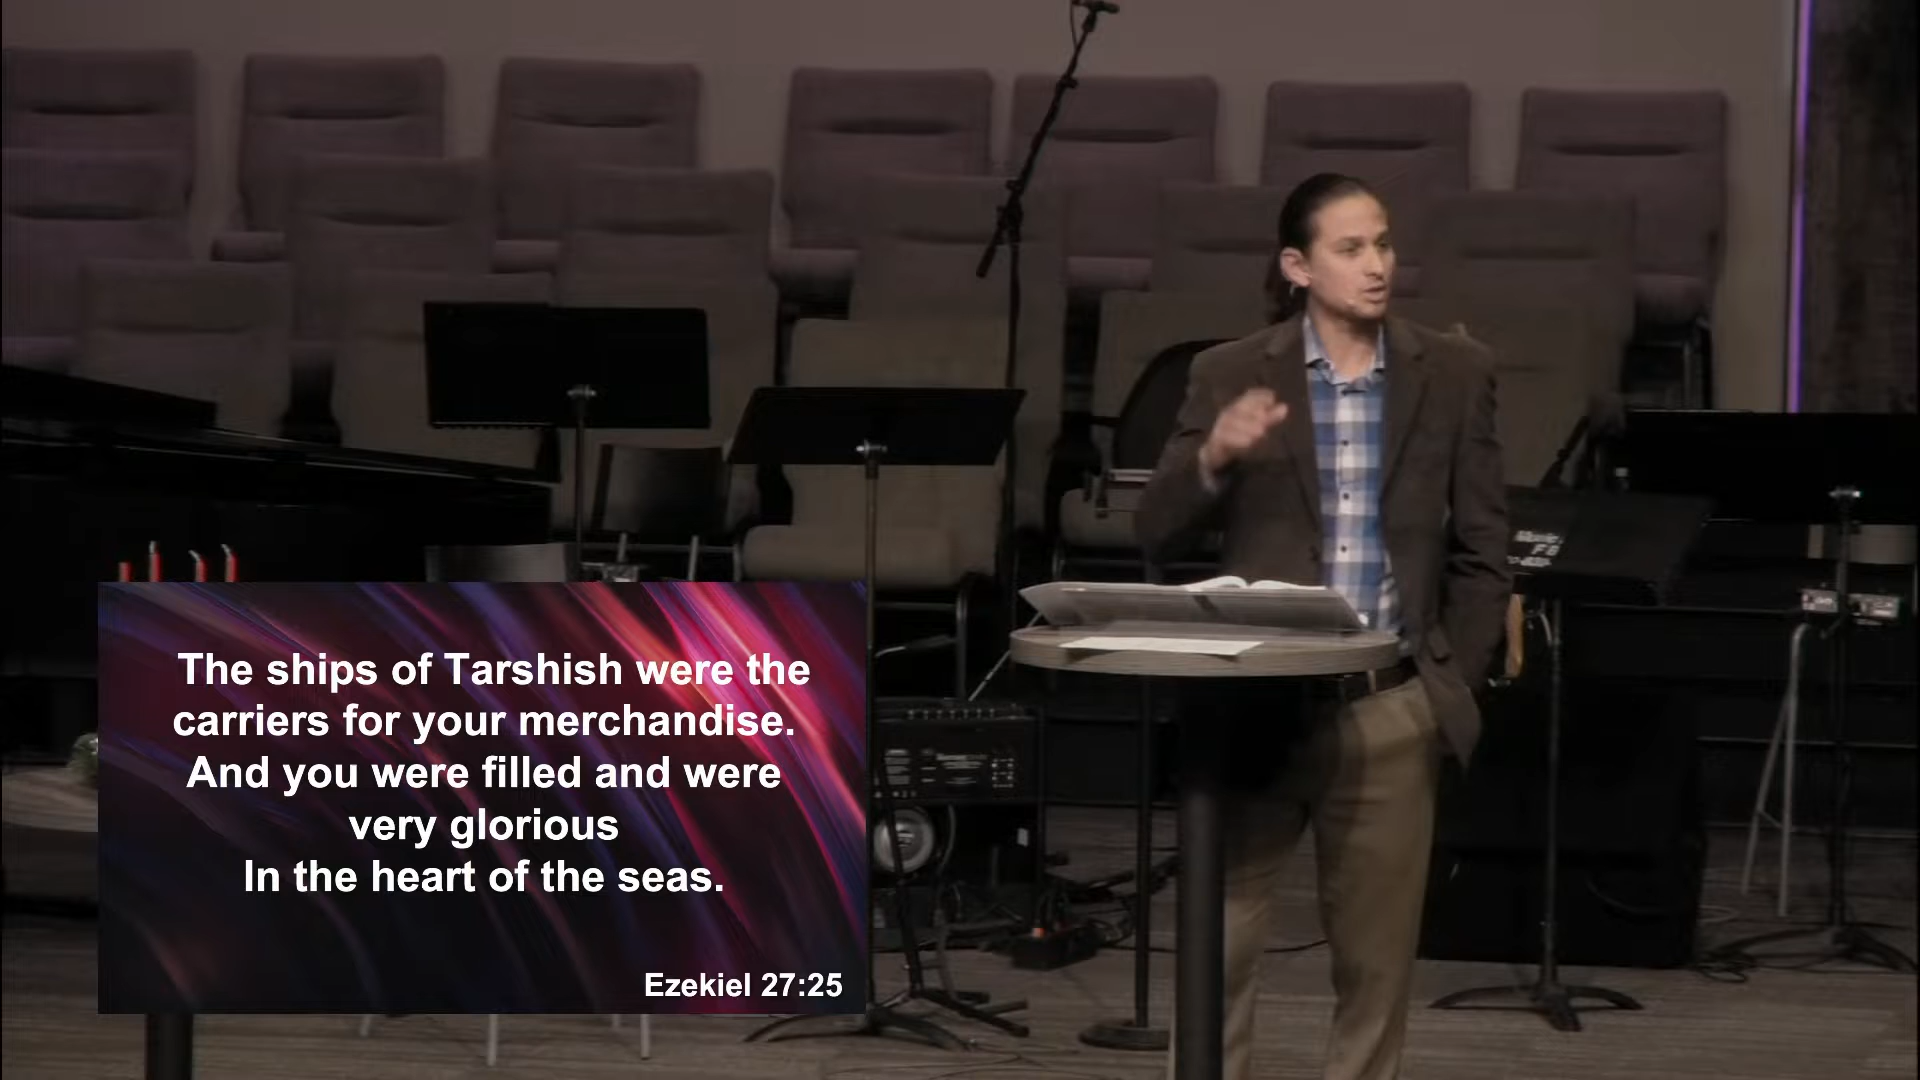 The ships of Tarshish were the
carriers for your merchandise.
And you were filled and were
very glorious
In the heart of the seas.
Ezekiel 27:25